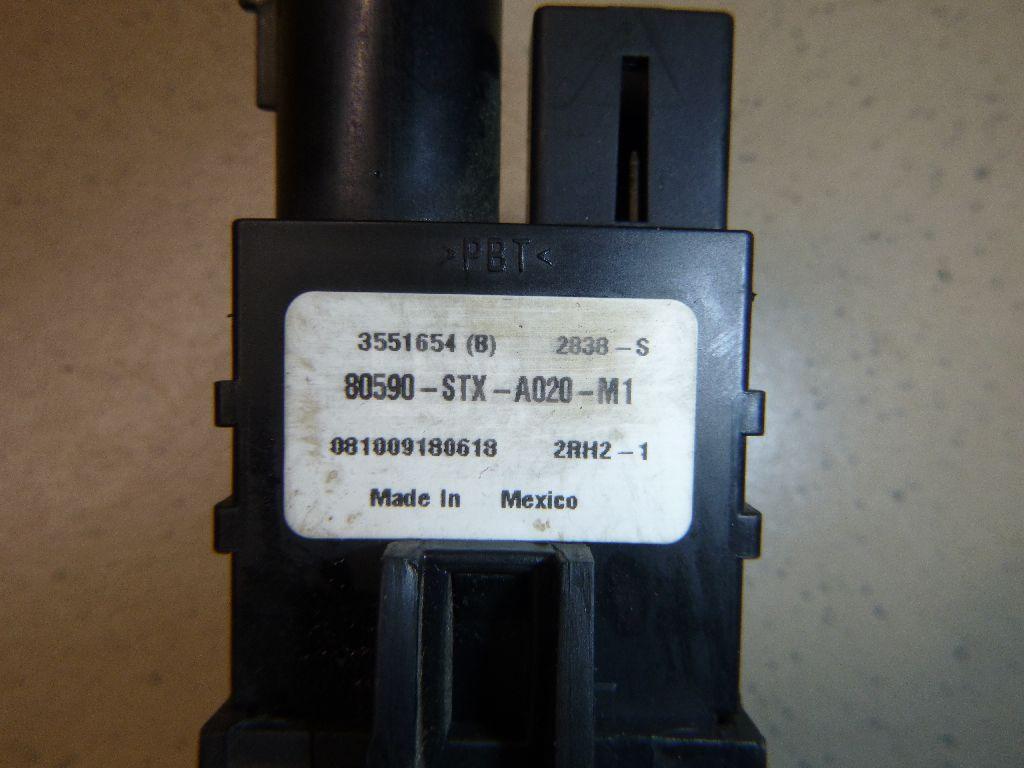 >PBT<
3551654 (B) 2838-S
80590-STX-A020-M1
081009180618 2RH2-1
Made In Mexico